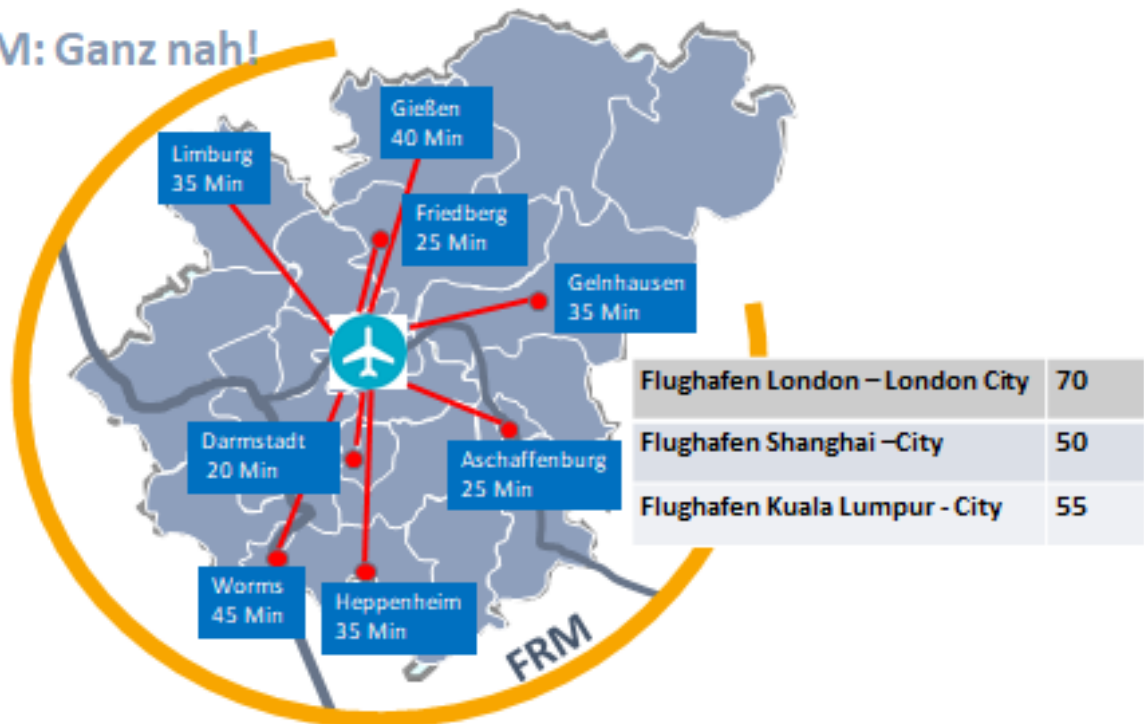 M: Ganz nah!
Gießen
40 Min
Limburg
35 Min
Friedberg
25 Min
Gelnhausen
35 Min
Flughafen London – London City 70
Flughafen Shanghai –City 50
Flughafen Kuala Lumpur - City 55
Darmstadt
20 Min
Aschaffenburg
25 Min
Worms
45 Min
Heppenheim
35 Min
FRM